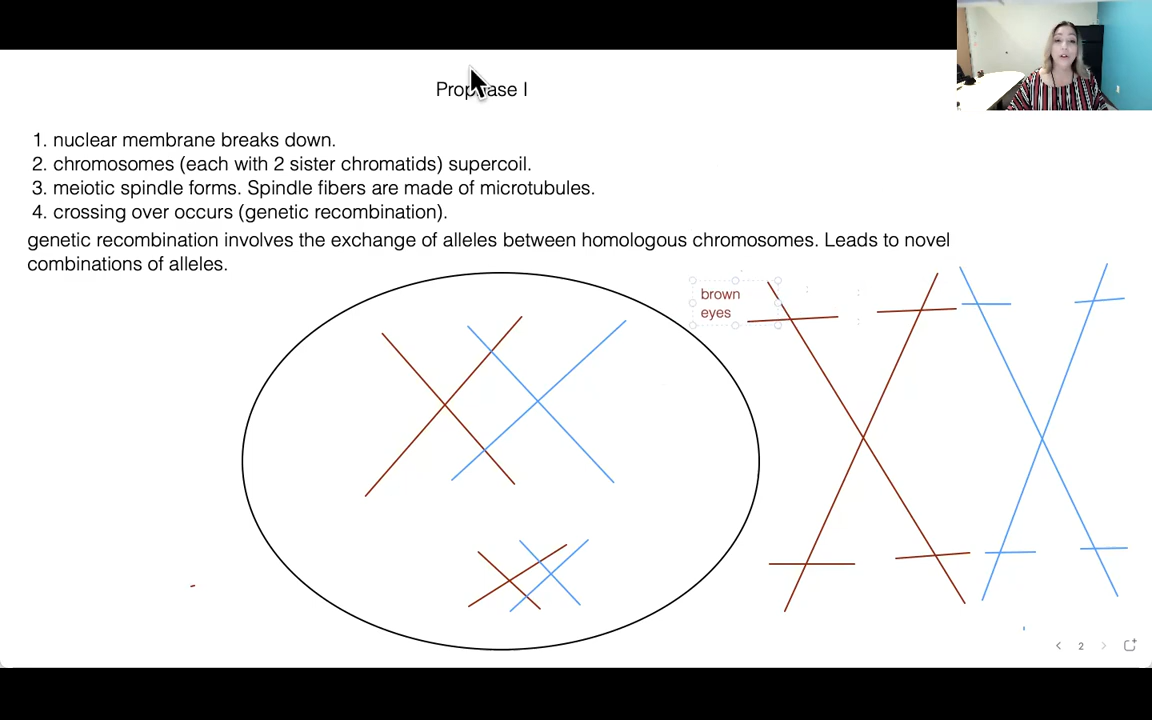 Prophase I
1. nuclear membrane breaks down.
2. chromosomes (each with 2 sister chromatids) supercoil.
3. meiotic spindle forms. Spindle fibers are made of microtubules.
4. crossing over occurs (genetic recombination).
genetic recombination involves the exchange of alleles between homologous chromosomes. Leads to novel
combinations of alleles.
brown
eyes
2